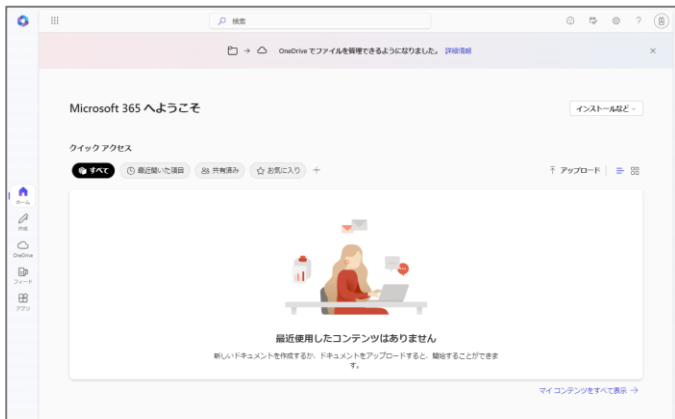 検索
OneDrive でファイルを管理できるようになりました。 詳細情報
Microsoft 365 へようこそ
インストールなど
クイック アクセス
すべて
最近開いた項目
共有済み
お気に入り
アップロード
ホーム
作成
OneDrive
フィード
アプリ
最近使用したコンテンツはありません
新しいドキュメントを作成するか、ドキュメントをアップロードすると、開始することができま
す。
マイ コンテンツをすべて表示